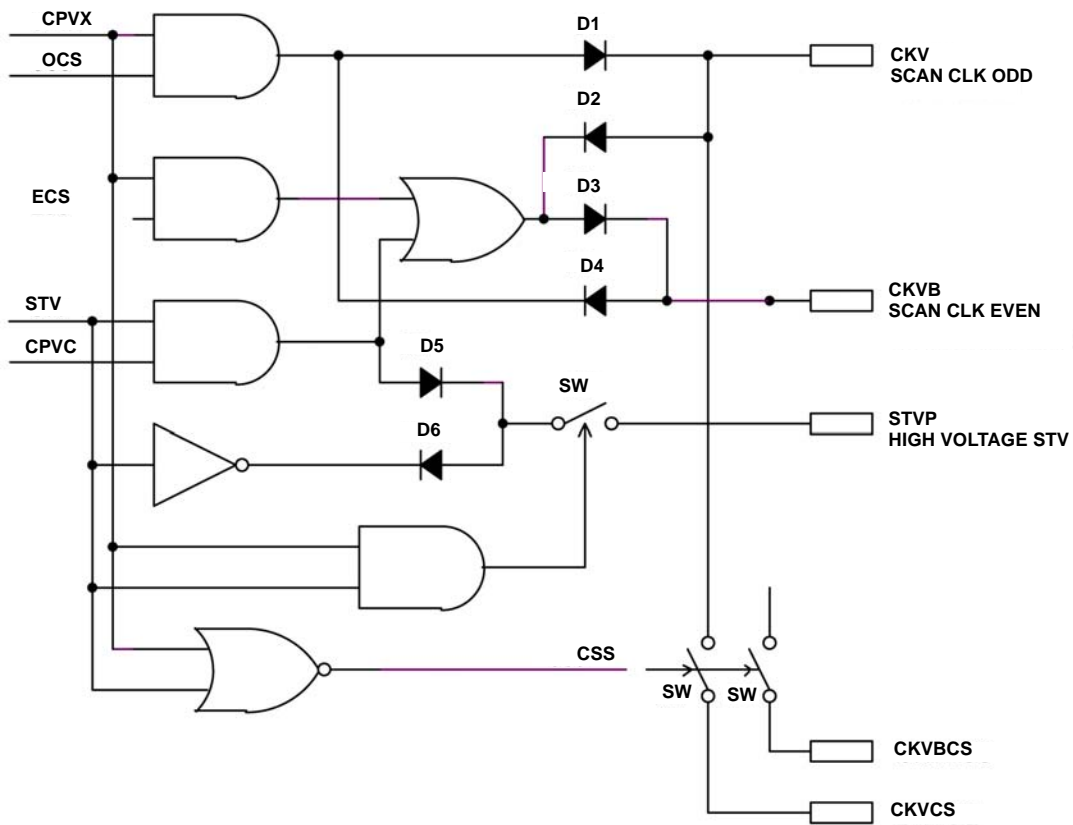 CPVX
OCS
D1
CKV
SCAN CLK ODD
D2
ECS
D3
D4
STV
CPVC
CKVB
SCAN CLK EVEN
D5
SW
STVP
HIGH VOLTAGE STV
D6
CSS
SW
SW
CKVBCS
CKVCS